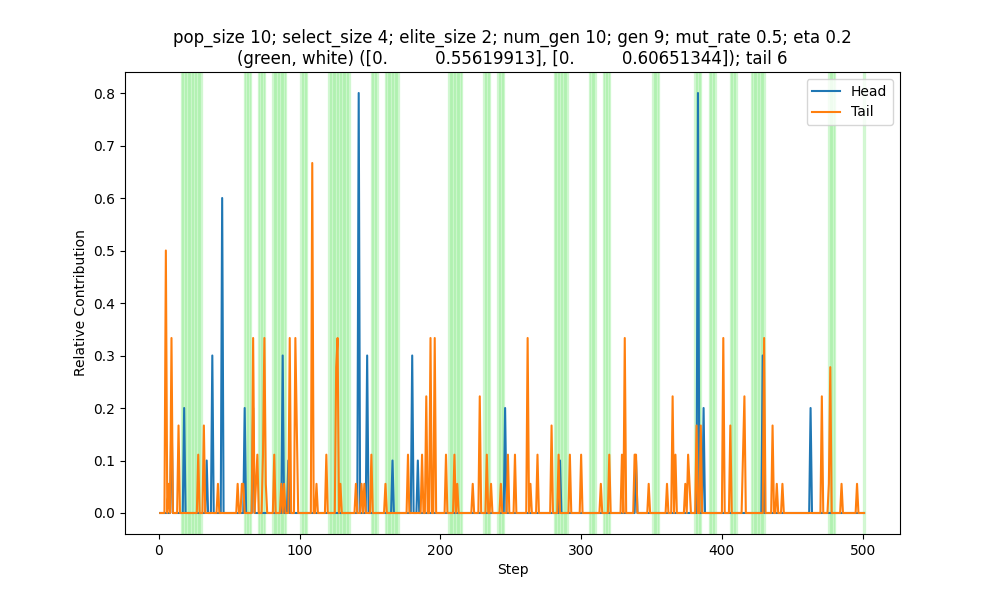 pop_size 10; select_size 4; elite_size 2; num_gen 10; gen 9; mut_rate 0.5; eta 0.2
(green, white) ([0. 0.55619913], [0. 0.60651344]); tail 6
Head
Tail
0.8
0.7
0.6
0.5
0.4
0.3
0.2
0.1
0.0
Relative Contribution
0 100 200 300 400 500
Step